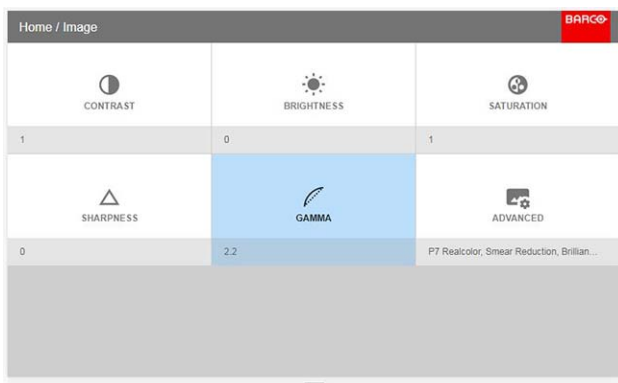 Home / Image
BARCO
CONTRAST
BRIGHTNESS
SATURATION
1
0
1
SHARPNESS
GAMMA
ADVANCED
0
2.2
P7 Realcolor, Smear Reduction, Brillian...